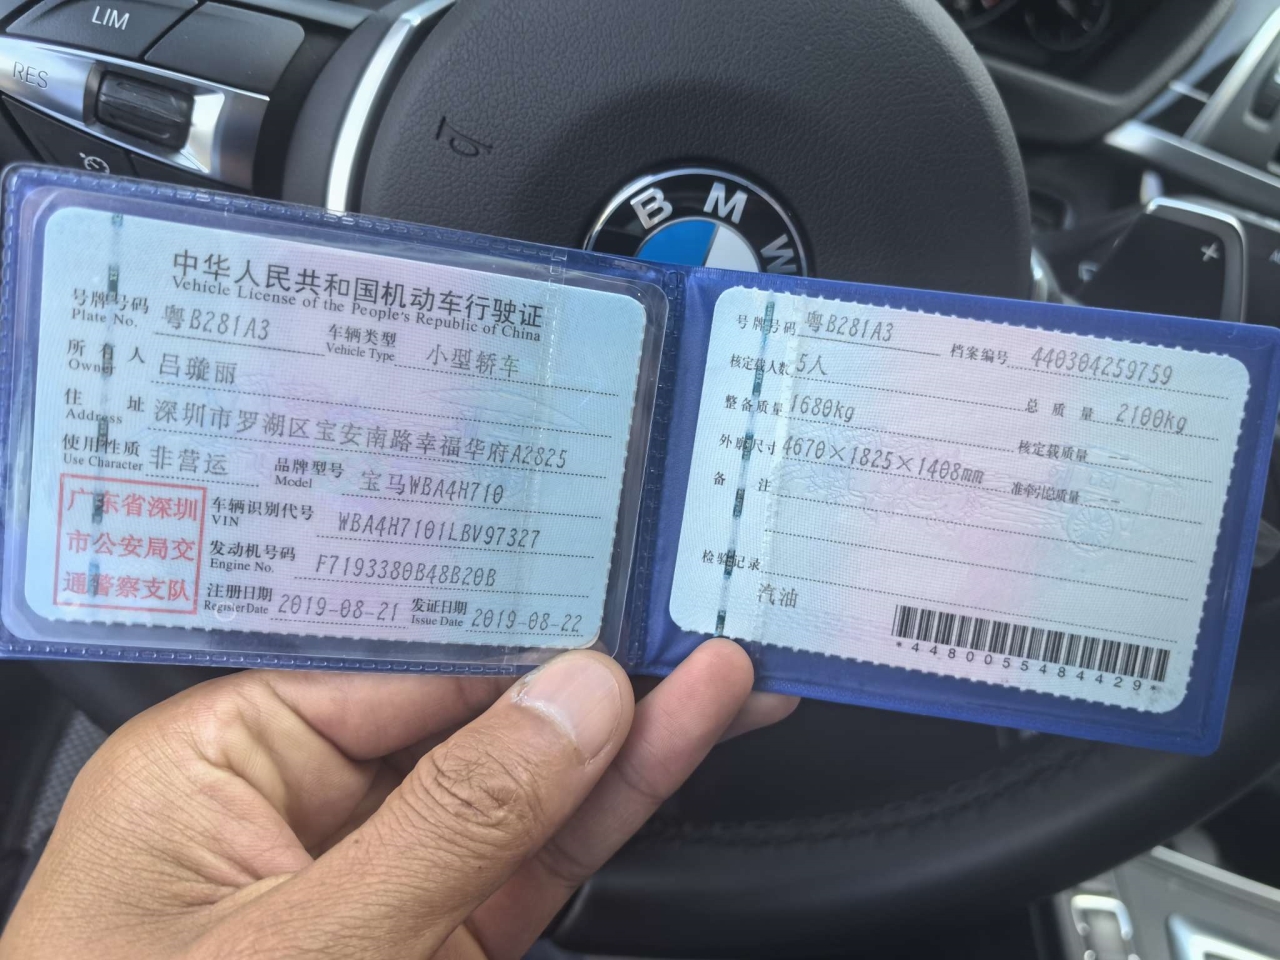 LIM
RES
BMW
中华人民共和国机动车行驶证
Vehicle License of the People's Republic of China
号牌号码 Plate No. 粤B281A3 车辆类型 Vehicle Type 小型轿车
所有人 Owner 吕璇丽
住址 Address 深圳市罗湖区宝安南路幸福华府A2825
使用性质 Use Character 非营运 品牌型号 Model 宝马WBA4H710
广东省深圳
市公安局交
通警察支队
车辆识别代号 VIN WBA4H7101LBV97327
发动机号码 Engine No. F7193380B48B20B
注册日期 Register Date 2019-08-21 发证日期 Issue Date 2019-08-22
号牌号码 粤B281A3 档案编号 440304259759
核定载人数 5人 总质量 2100kg
整备质量 1680kg 核定载质量 --
外廓尺寸 4670×1825×1408mm 准牵引总质量 --
备注
检验记录
汽油
*4480055484429*